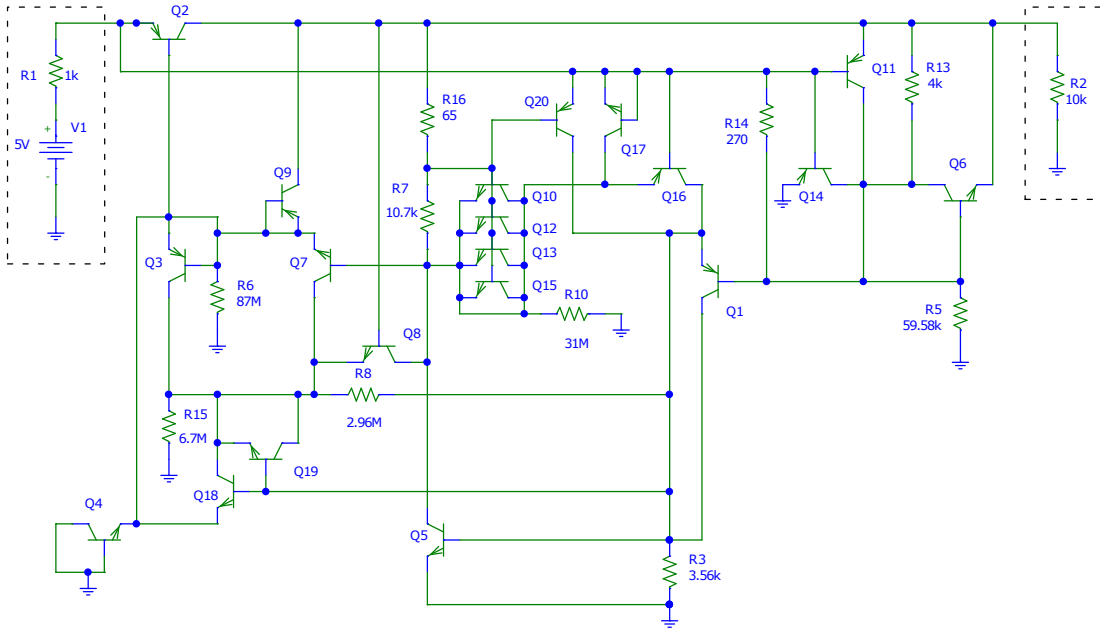 Q2
R1
1k
+
V1
5V
-
Q11
R13
4k
R2
10k
R16
65
Q20
Q17
R14
270
Q9
R7
10.7k
Q10
Q12
Q13
Q15
Q16
Q14
Q6
Q3
R6
87M
Q7
R10
31M
Q1
R5
59.58k
Q8
R8
2.96M
R15
6.7M
Q19
Q18
Q4
Q5
R3
3.56k